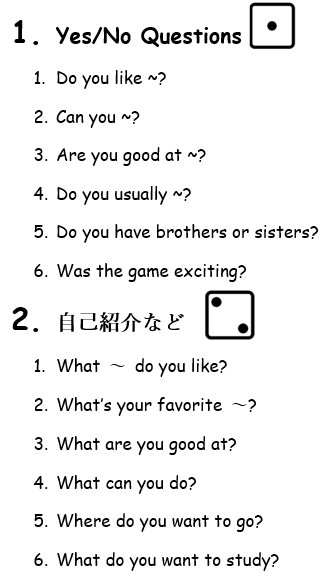 1. Yes/No Questions
1. Do you like ~?
2. Can you ~?
3. Are you good at ~?
4. Do you usually ~?
5. Do you have brothers or sisters?
6. Was the game exciting?
2. 自己紹介など
1. What ～ do you like?
2. What's your favorite ～?
3. What are you good at?
4. What can you do?
5. Where do you want to go?
6. What do you want to study?